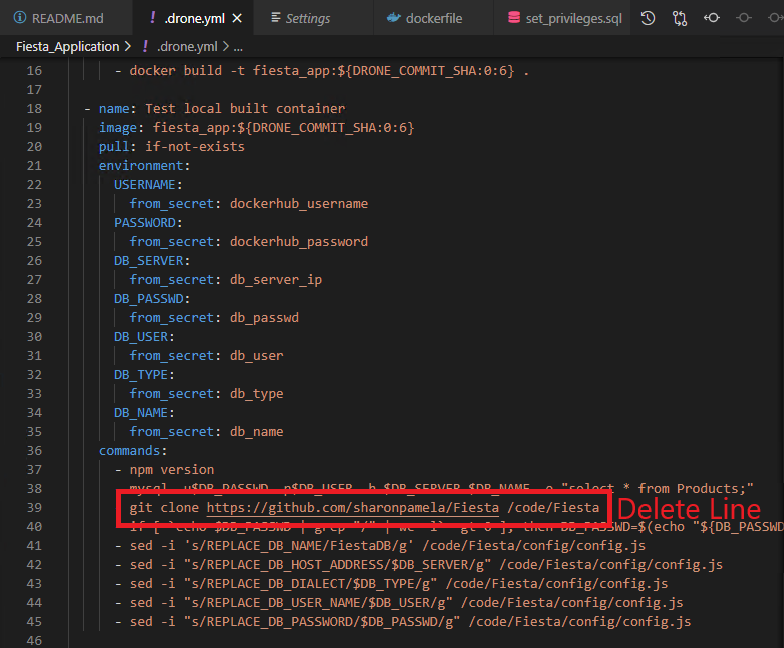 README.md
! .drone.yml ×
Settings
dockerfile
set_privileges.sql
Fiesta_Application > ! .drone.yml > ...
16 - docker build -t fiesta_app:${DRONE_COMMIT_SHA:0:6} .
17
18 - name: Test local built container
19 image: fiesta_app:${DRONE_COMMIT_SHA:0:6}
20 pull: if-not-exists
21 environment:
22 USERNAME:
23 from_secret: dockerhub_username
24 PASSWORD:
25 from_secret: dockerhub_password
26 DB_SERVER:
27 from_secret: db_server_ip
28 DB_PASSWD:
29 from_secret: db_passwd
30 DB_USER:
31 from_secret: db_user
32 DB_TYPE:
33 from_secret: db_type
34 DB_NAME:
35 from_secret: db_name
36 commands:
37 - npm version
38 mysql -u$DB_PASSWD -p$DB_USER -h $DB_SERVER $DB_NAME -e "select * from Products;"
39 git clone https://github.com/sharonpamela/Fiesta /code/Fiesta
Delete Line
40 if [ `echo $DB_PASSWD | grep "/" | wc -l` -gt 0 ]; then DB_PASSWD=$(echo "${DB_PASSWD
41 - sed -i 's/REPLACE_DB_NAME/FiestaDB/g' /code/Fiesta/config/config.js
42 - sed -i "s/REPLACE_DB_HOST_ADDRESS/$DB_SERVER/g" /code/Fiesta/config/config.js
43 - sed -i "s/REPLACE_DB_DIALECT/$DB_TYPE/g" /code/Fiesta/config/config.js
44 - sed -i "s/REPLACE_DB_USER_NAME/$DB_USER/g" /code/Fiesta/config/config.js
45 - sed -i "s/REPLACE_DB_PASSWORD/$DB_PASSWD/g" /code/Fiesta/config/config.js
46